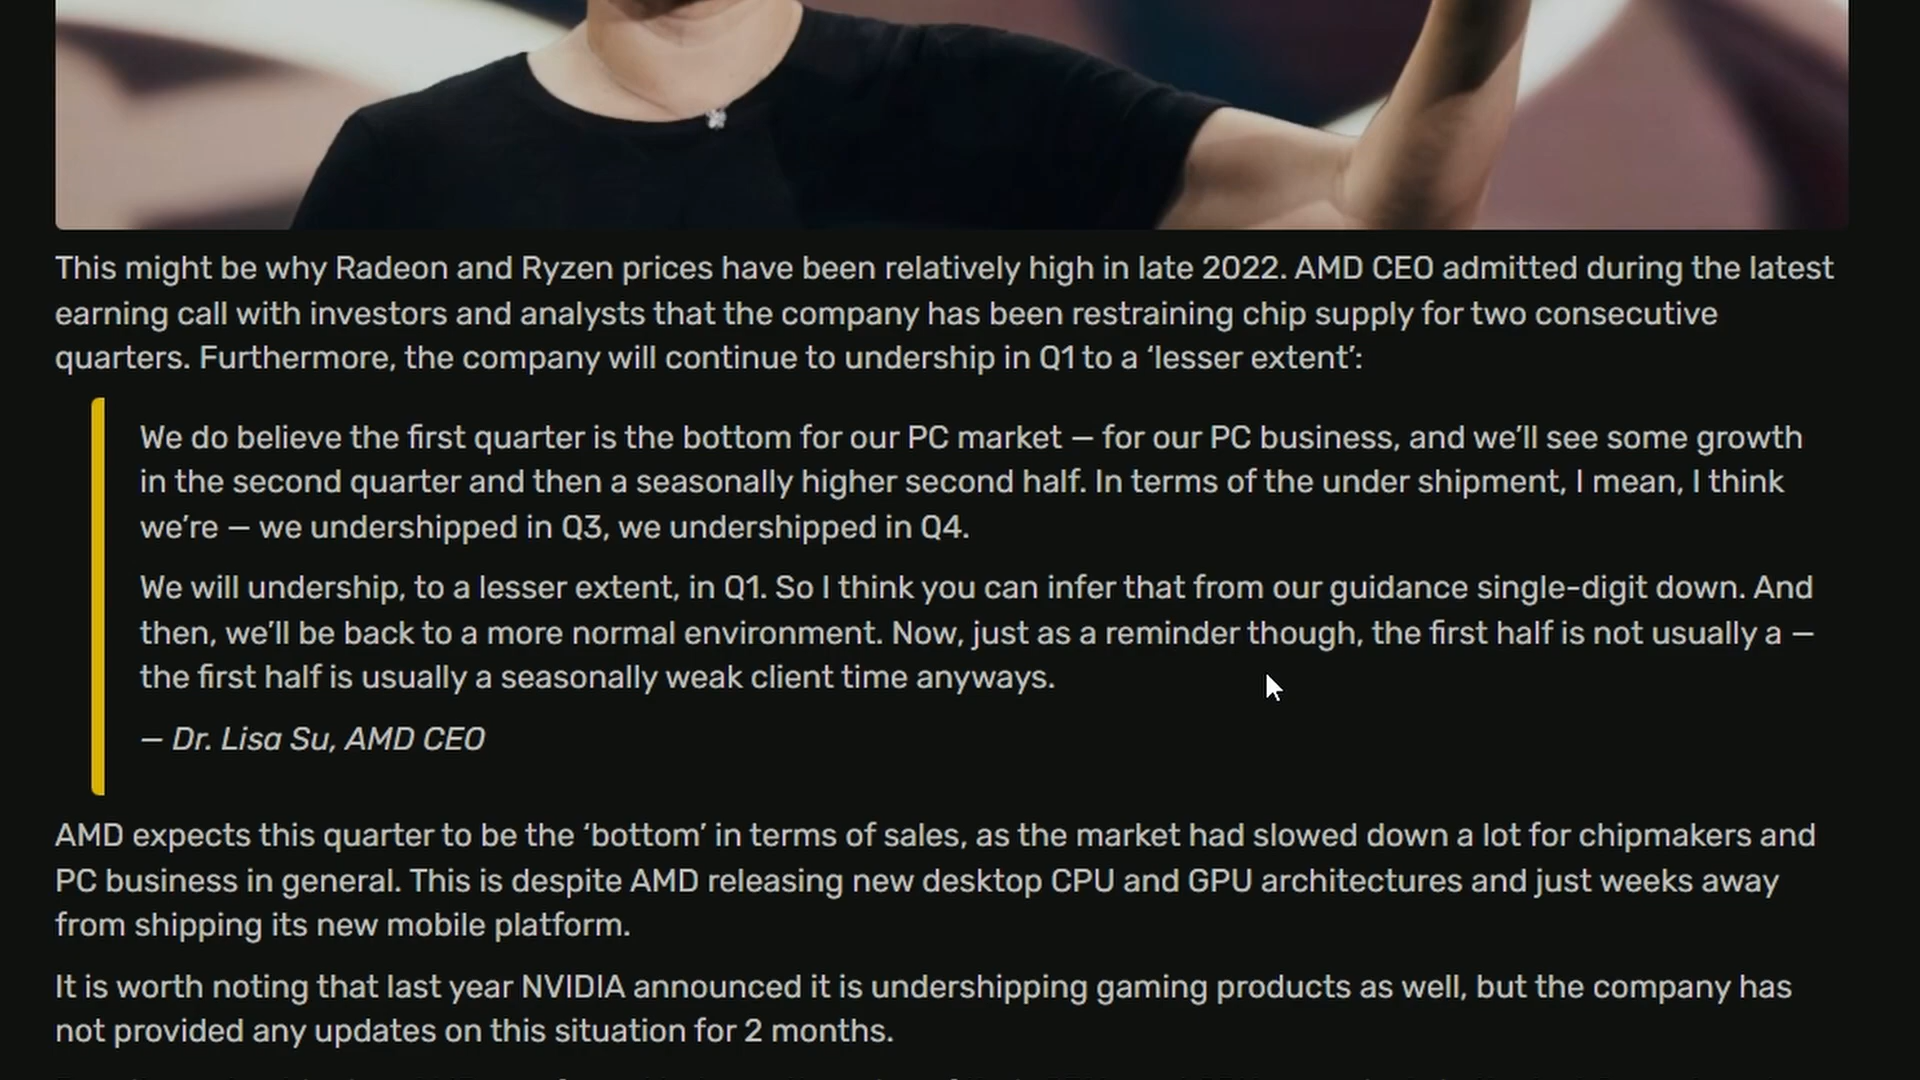 This might be why Radeon and Ryzen prices have been relatively high in late 2022. AMD CEO admitted during the latest
earning call with investors and analysts that the company has been restraining chip supply for two consecutive
quarters. Furthermore, the company will continue to undership in Q1 to a ‘lesser extent’:
We do believe the first quarter is the bottom for our PC market – for our PC business, and we’ll see some growth
in the second quarter and then a seasonally higher second half. In terms of the under shipment, I mean, I think
we’re – we undershipped in Q3, we undershipped in Q4.
We will undership, to a lesser extent, in Q1. So I think you can infer that from our guidance single-digit down. And
then, we’ll be back to a more normal environment. Now, just as a reminder though, the first half is not usually a –
the first half is usually a seasonally weak client time anyways.
– Dr. Lisa Su, AMD CEO
AMD expects this quarter to be the ‘bottom’ in terms of sales, as the market had slowed down a lot for chipmakers and
PC business in general. This is despite AMD releasing new desktop CPU and GPU architectures and just weeks away
from shipping its new mobile platform.
It is worth noting that last year NVIDIA announced it is undershipping gaming products as well, but the company has
not provided any updates on this situation for 2 months.